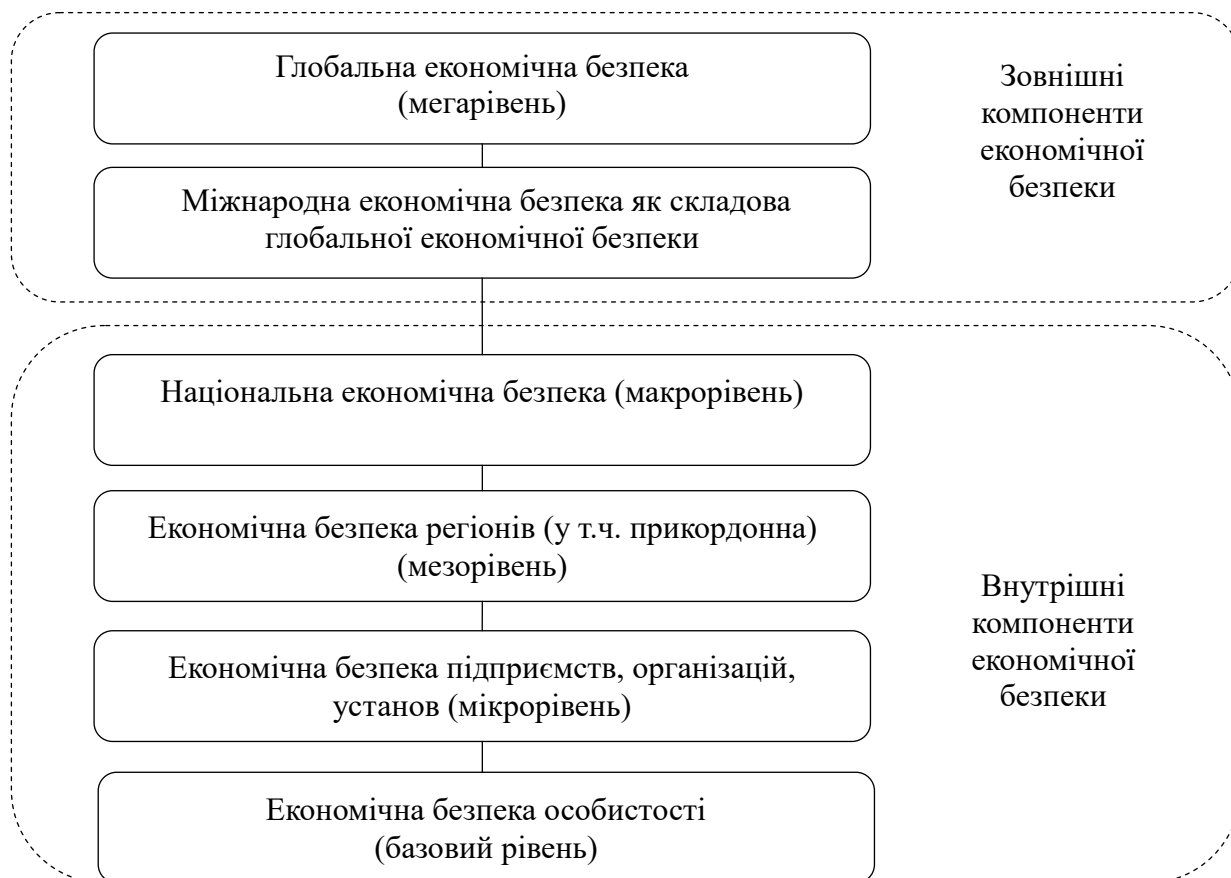 Глобальна економічна безпека
(мегарівень)
Міжнародна економічна безпека як складова
глобальної економічної безпеки
Зовнішні
компоненти
економічної
безпеки
Національна економічна безпека (макрорівень)
Економічна безпека регіонів (у т.ч. прикордонна)
(мезорівень)
Економічна безпека підприємств, організацій,
установ (мікрорівень)
Економічна безпека особистості
(базовий рівень)
Внутрішні
компоненти
економічної
безпеки